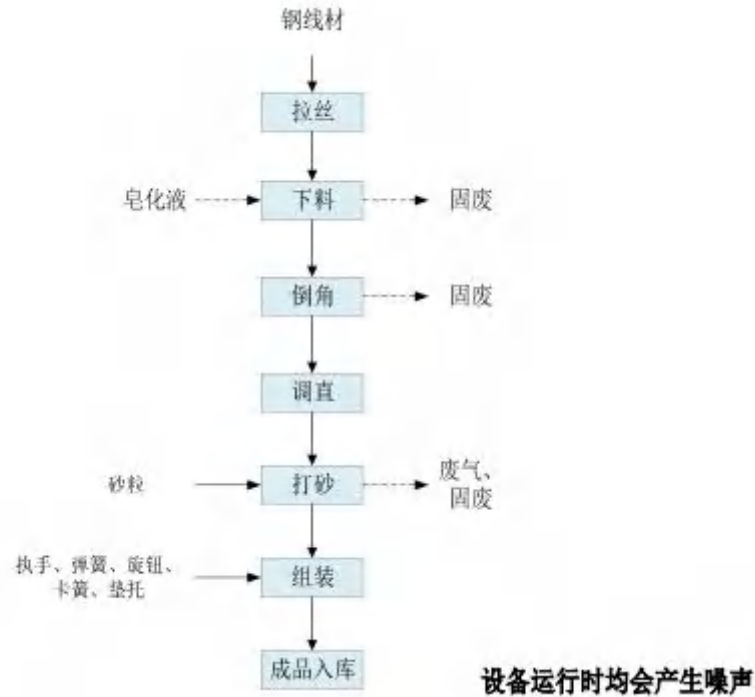 钢线材
拉丝
皂化液
下料
固废
倒角
固废
调直
砂粒
打砂
废气、
固废
执手、弹簧、旋钮、
卡簧、垫托
组装
成品入库
设备运行时均会产生噪声